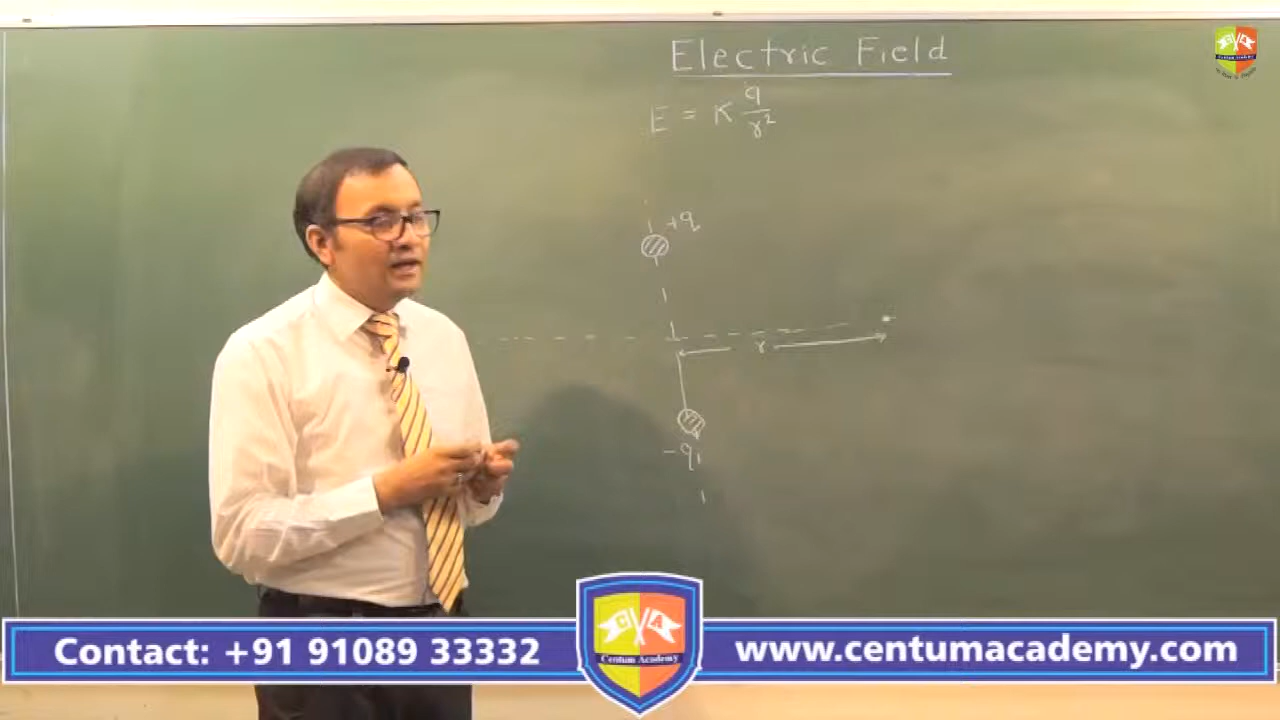 Electric Field
E = K q/r²
+q
r
-q
Contact: +91 91089 33332
C A
Centum Academy
www.centumacademy.com